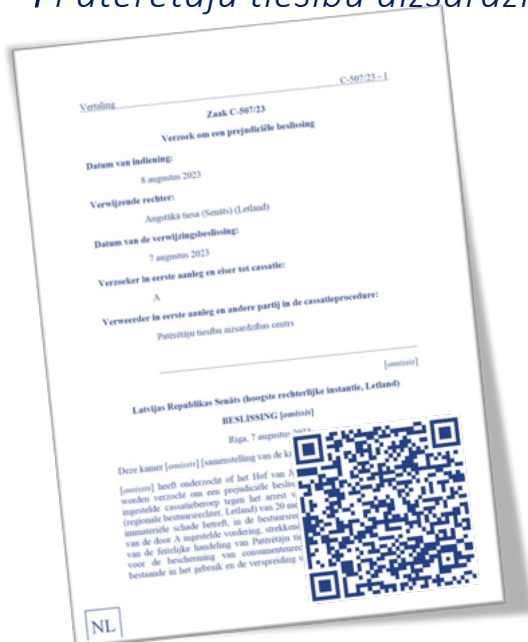 Patērētāju tiesību aizsardzī
Vertaling
C-507/23 - 1
Zaak C-507/23
Verzoek om een prejudiciële beslissing
Datum van indiening:
8 augustus 2023
Verwijzende rechter:
Augstākā tiesa (Senāts) (Letland)
Datum van de verwijzingsbeslissing:
7 augustus 2023
Verzoeker in eerste aanleg en eiser tot cassatie:
A
Verweerder in eerste aanleg en andere partij in de cassatieprocedure:
Patērētāju tiesību aizsardzības centrs
[omissis]
Latvijas Republikas Senāts (hoogste rechterlijke instantie, Letland)
BESLISSING [omissis]
Riga, 7 augustus 2023
Deze kamer [omissis] [samenstelling van de
[omissis] heeft onderzocht of het Hof van
worden verzocht om een prejudiciële
ingestelde cassatieberoep tegen het arrest
(regionale bestuursrechter, Letland) van 20
immateriële schade betreft, in de
van de door A ingestelde vordering,
van de feitelijke handeling van Patērētāju
voor de bescherming van
bestaande in het gebruik en de verspreiding
NL